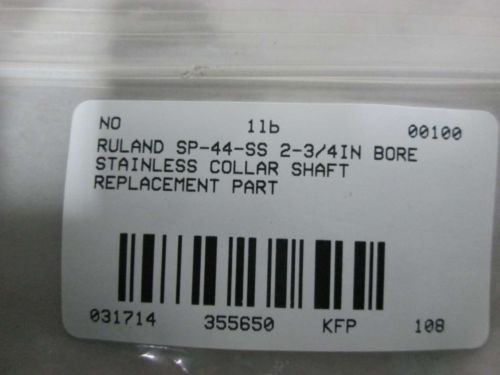 NO 1lb 00100
RULAND SP-44-SS 2-3/4IN BORE
STAINLESS COLLAR SHAFT
REPLACEMENT PART
031714 355650 KFP 108